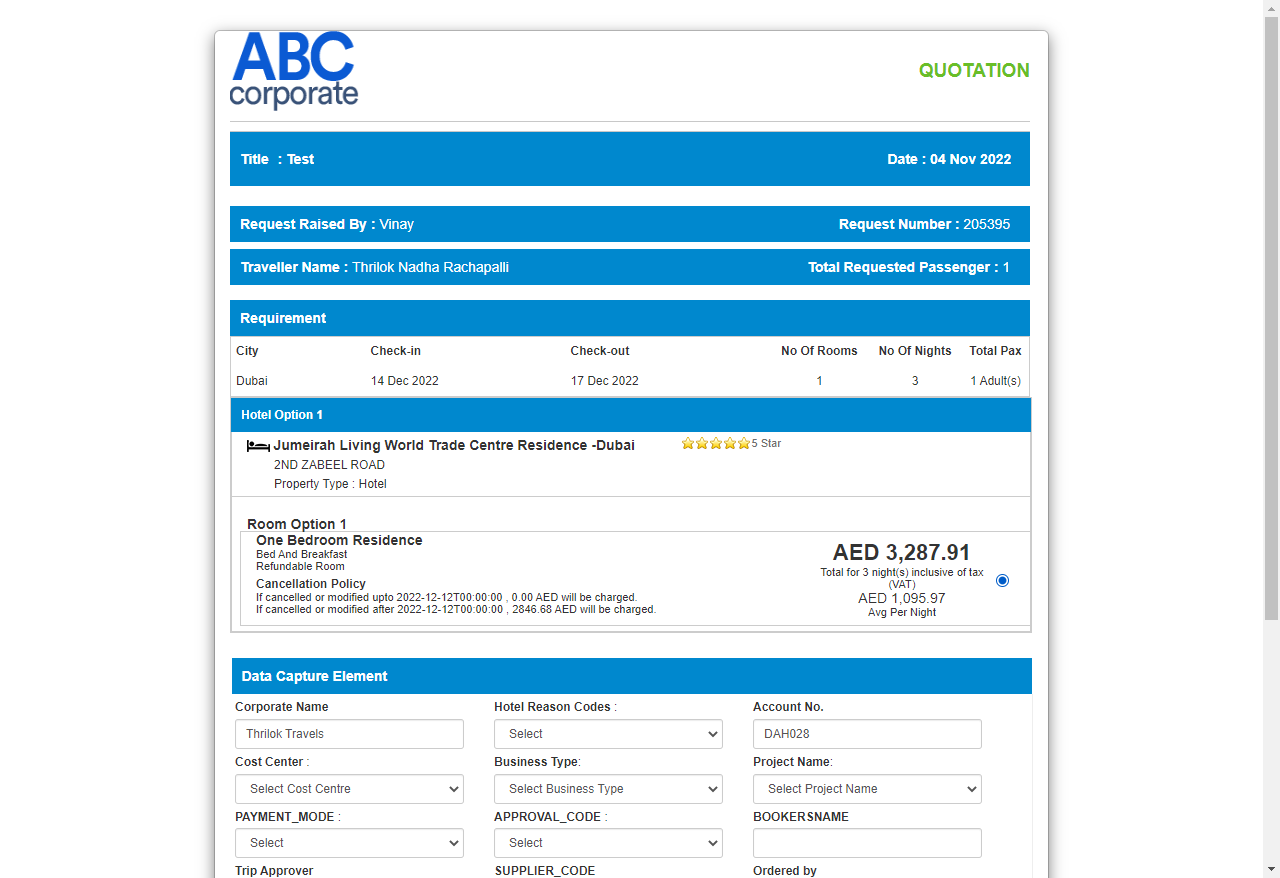 ABC
corporate
QUOTATION
Title : Test
Date : 04 Nov 2022
Request Raised By : Vinay
Request Number : 205395
Traveller Name : Thrilok Nadha Rachapalli
Total Requested Passenger : 1
Requirement
City Check-in Check-out No Of Rooms No Of Nights Total Pax
Dubai 14 Dec 2022 17 Dec 2022 1 3 1 Adult(s)
Hotel Option 1
Jumeirah Living World Trade Centre Residence -Dubai
5 Star
2ND ZABEEL ROAD
Property Type : Hotel
Room Option 1
One Bedroom Residence
Bed And Breakfast
Refundable Room
Cancellation Policy
If cancelled or modified upto 2022-12-12T00:00:00 , 0.00 AED will be charged.
If cancelled or modified after 2022-12-12T00:00:00 , 2846.68 AED will be charged.
AED 3,287.91
Total for 3 night(s) inclusive of tax
(VAT)
AED 1,095.97
Avg Per Night
Data Capture Element
Corporate Name Hotel Reason Codes : Account No.
Thrilok Travels Select DAH028
Cost Center : Business Type: Project Name:
Select Cost Centre Select Business Type Select Project Name
PAYMENT_MODE : APPROVAL_CODE : BOOKERSNAME
Select Select
Trip Approver SUPPLIER_CODE Ordered by